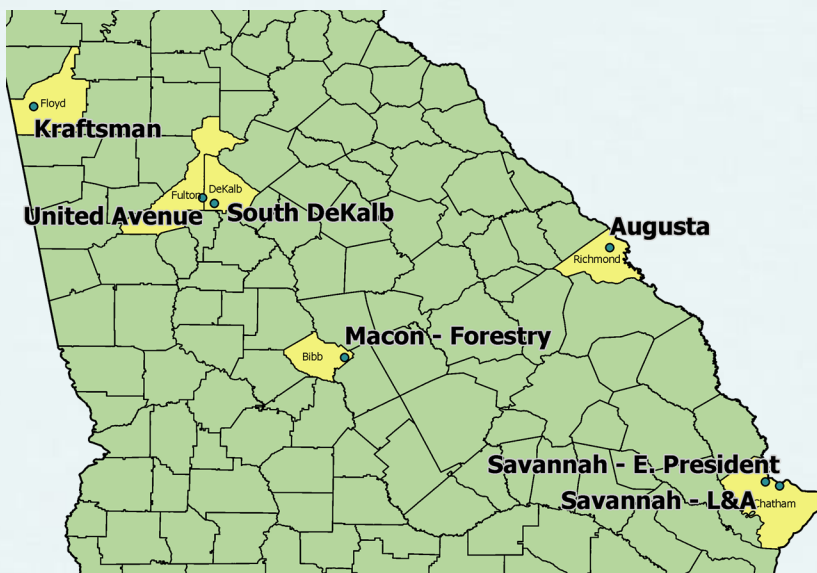 Floyd
Kraftsman
Fulton
DeKalb
United Avenue
South DeKalb
Augusta
Richmond
Macon - Forestry
Bibb
Savannah - E. President
Savannah - L&A
Chatham